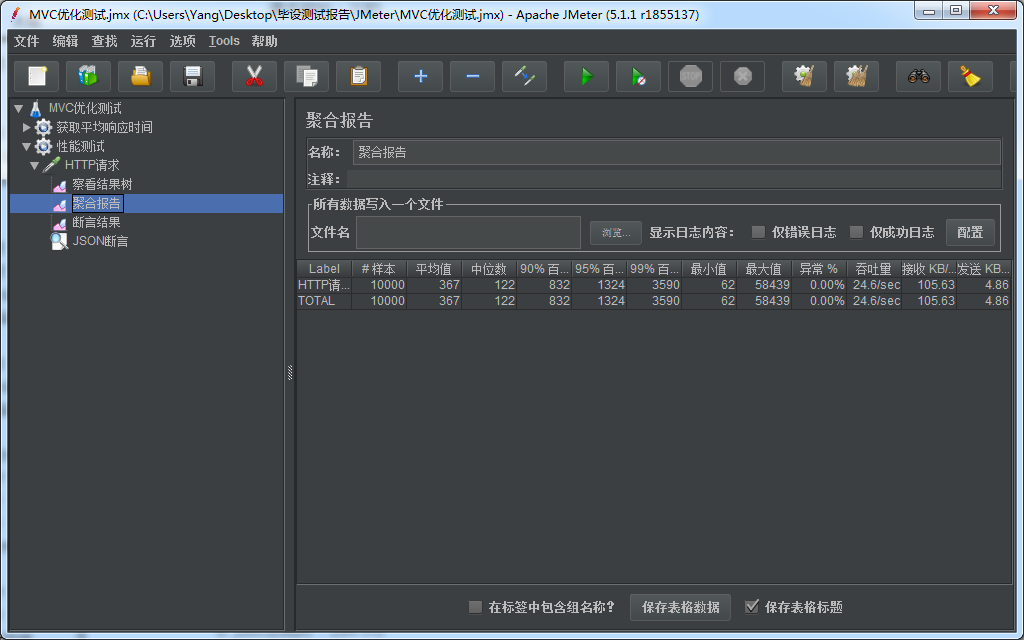 MVC优化测试.jmx (C:\Users\Yang\Desktop\毕设测试报告\JMeter\MVC优化测试.jmx) - Apache JMeter (5.1.1 r1855137)
文件 编辑 查找 运行 选项 Tools 帮助
STOP
MVC优化测试
获取平均响应时间
性能测试
HTTP请求
察看结果树
聚合报告
断言结果
JSON断言
聚合报告
名称： 聚合报告
注释：
所有数据写入一个文件
文件名 浏览... 显示日志内容： 仅错误日志 仅成功日志 配置
Label # 样本 平均值 中位数 90% 百... 95% 百... 99% 百... 最小值 最大值 异常 % 吞吐量 接收 KB/... 发送 KB...
HTTP请... 10000 367 122 832 1324 3590 62 58439 0.00% 24.6/sec 105.63 4.86
TOTAL 10000 367 122 832 1324 3590 62 58439 0.00% 24.6/sec 105.63 4.86
在标签中包含组名称? 保存表格数据 保存表格标题